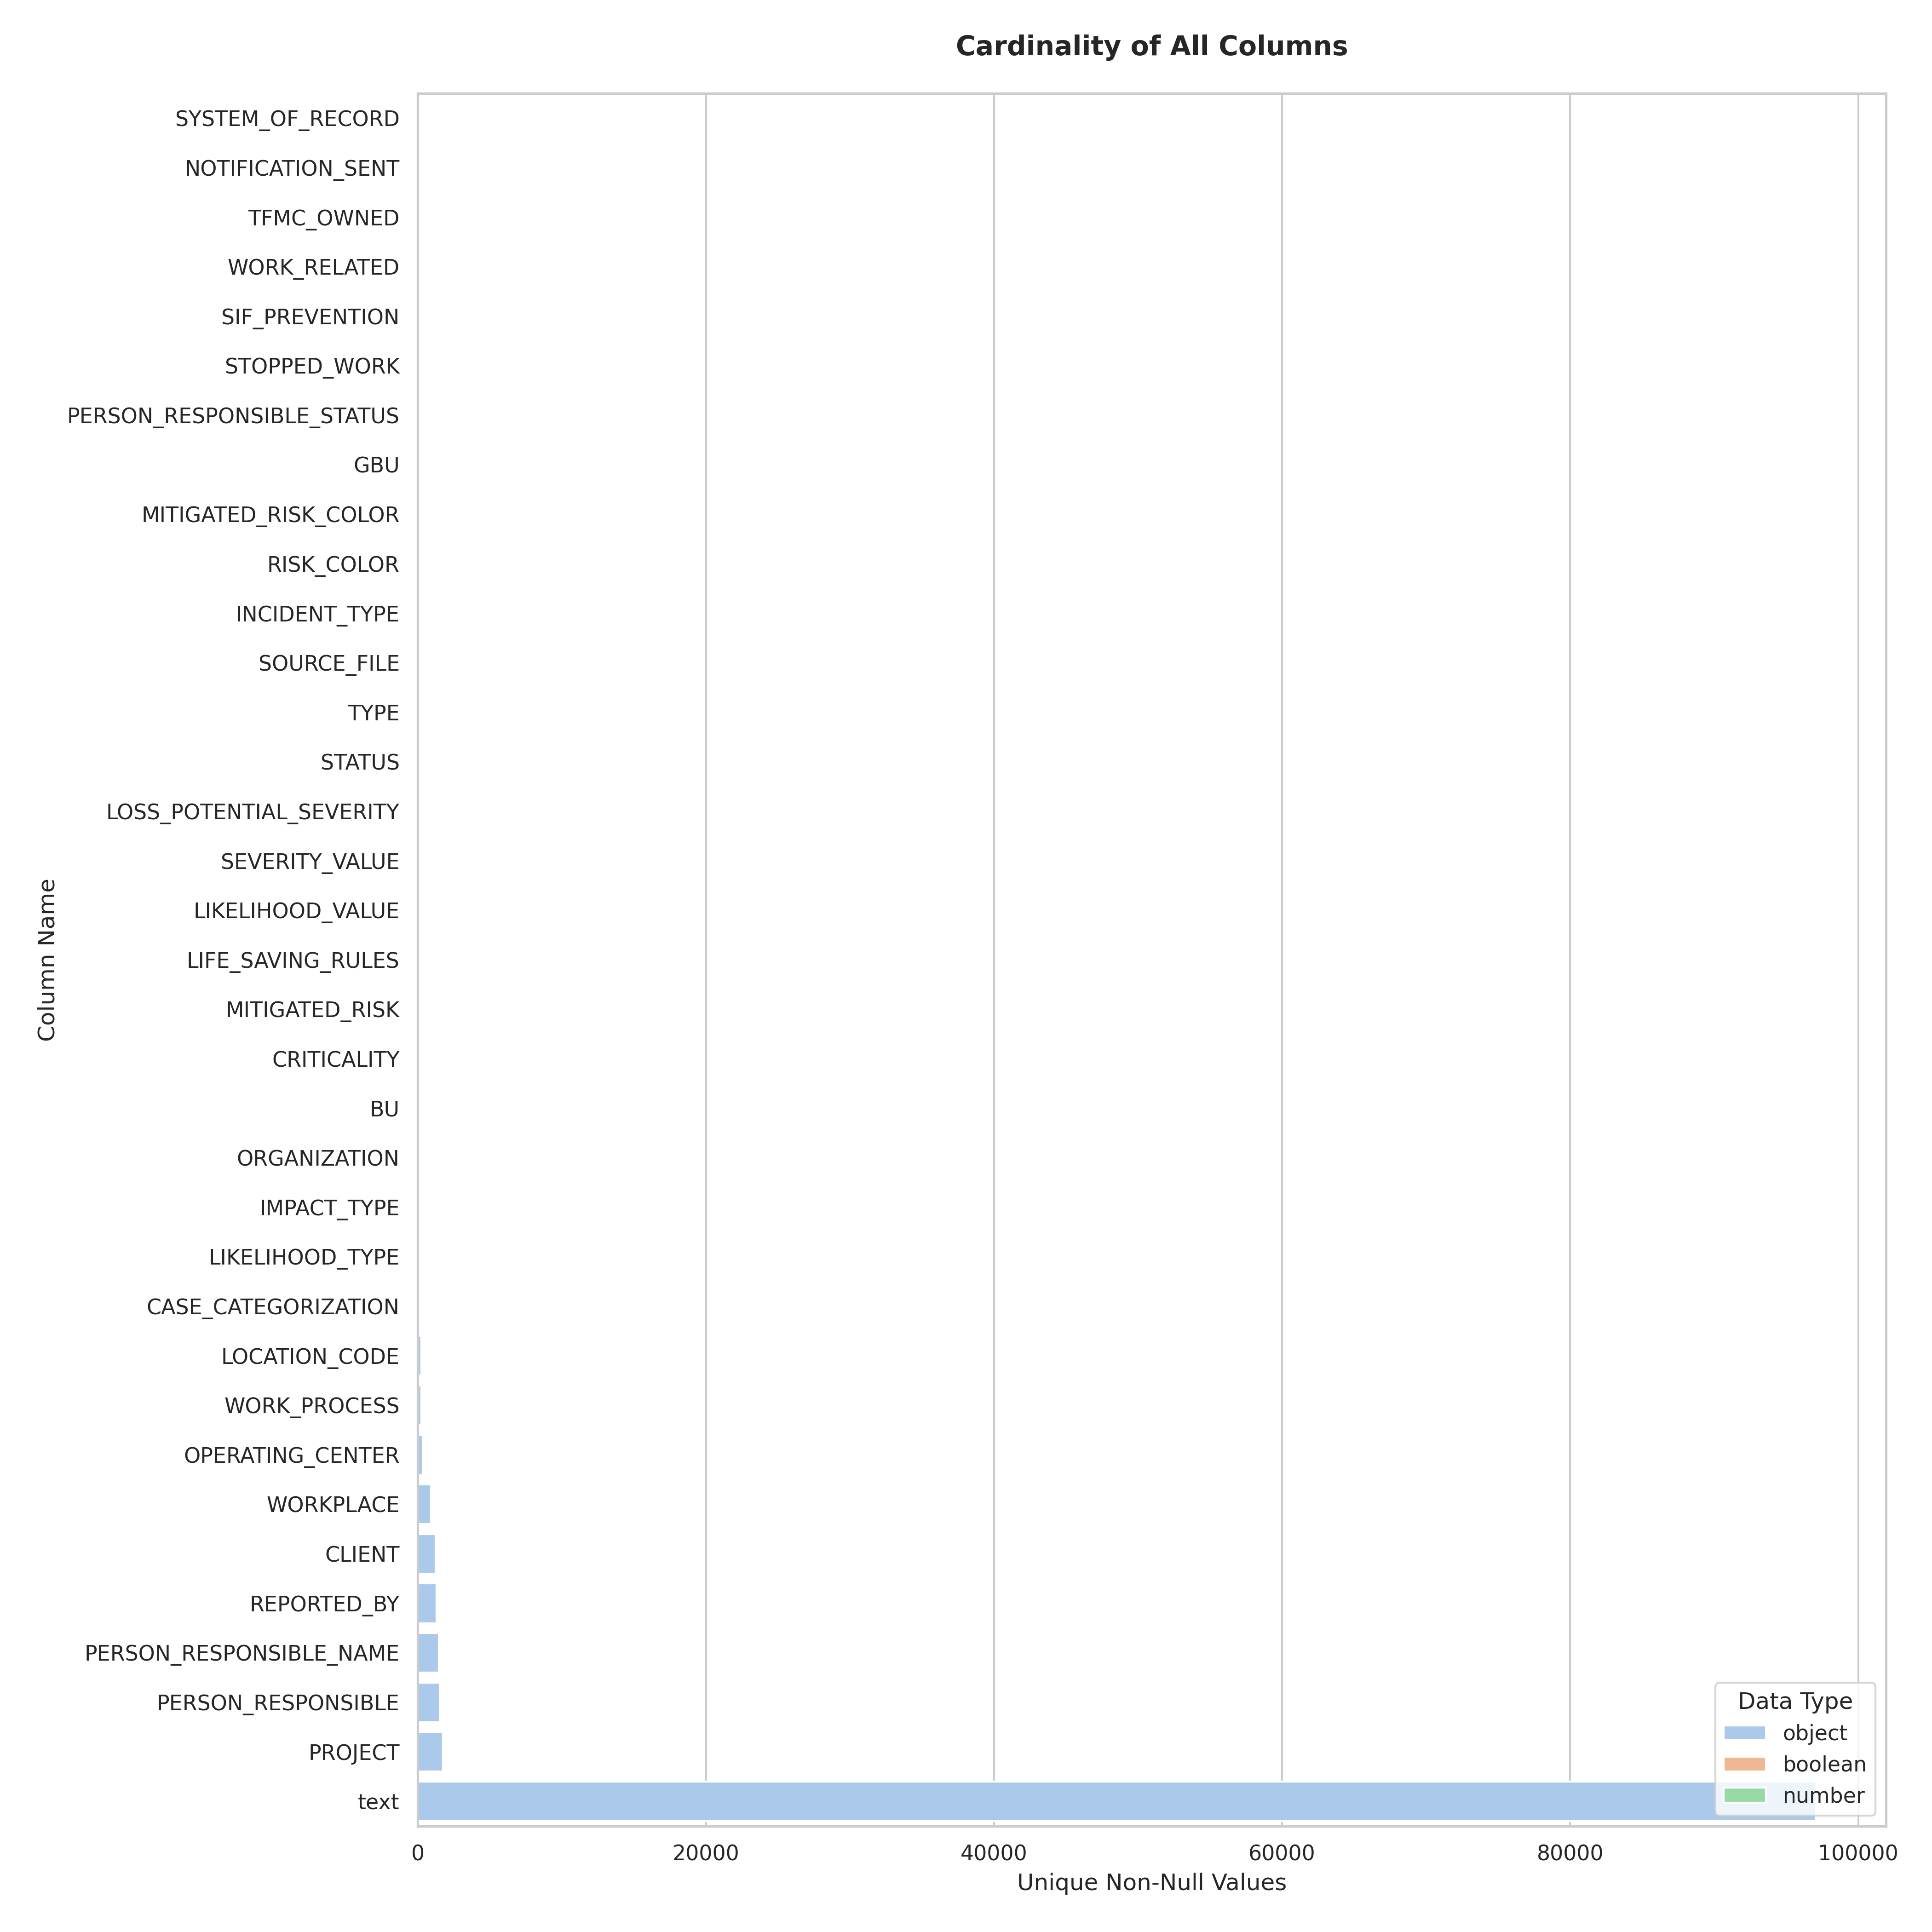 Cardinality of All Columns
SYSTEM_OF_RECORD
NOTIFICATION_SENT
TFMC_OWNED
WORK_RELATED
SIF_PREVENTION
STOPPED_WORK
PERSON_RESPONSIBLE_STATUS
GBU
MITIGATED_RISK_COLOR
RISK_COLOR
INCIDENT_TYPE
SOURCE_FILE
TYPE
STATUS
LOSS_POTENTIAL_SEVERITY
SEVERITY_VALUE
LIKELIHOOD_VALUE
LIFE_SAVING_RULES
MITIGATED_RISK
CRITICALITY
BU
ORGANIZATION
IMPACT_TYPE
LIKELIHOOD_TYPE
CASE_CATEGORIZATION
LOCATION_CODE
WORK_PROCESS
OPERATING_CENTER
WORKPLACE
CLIENT
REPORTED_BY
PERSON_RESPONSIBLE_NAME
PERSON_RESPONSIBLE
PROJECT
text
Column Name
Data Type
object
boolean
number
0 20000 40000 60000 80000 100000
Unique Non-Null Values